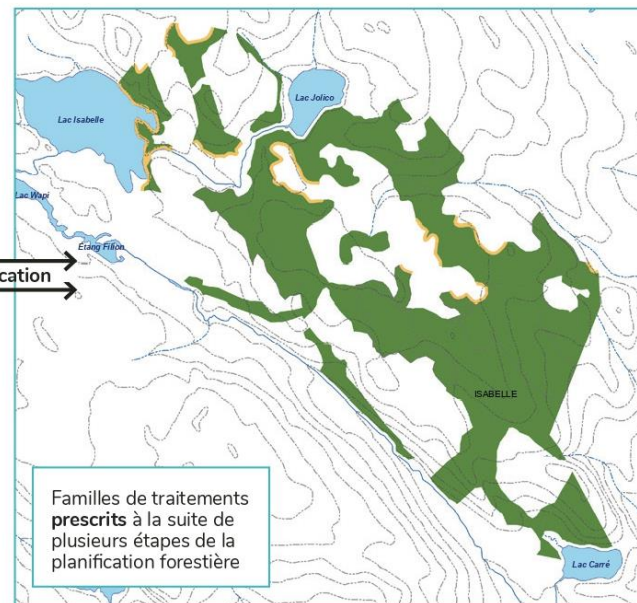 Lac Isabelle
Lac Jolico
Lac Wapi
Étang Fillion
cation
ISABELLE
Familles de traitements
prescrits à la suite de
plusieurs étapes de la
planification forestière
Lac Carré